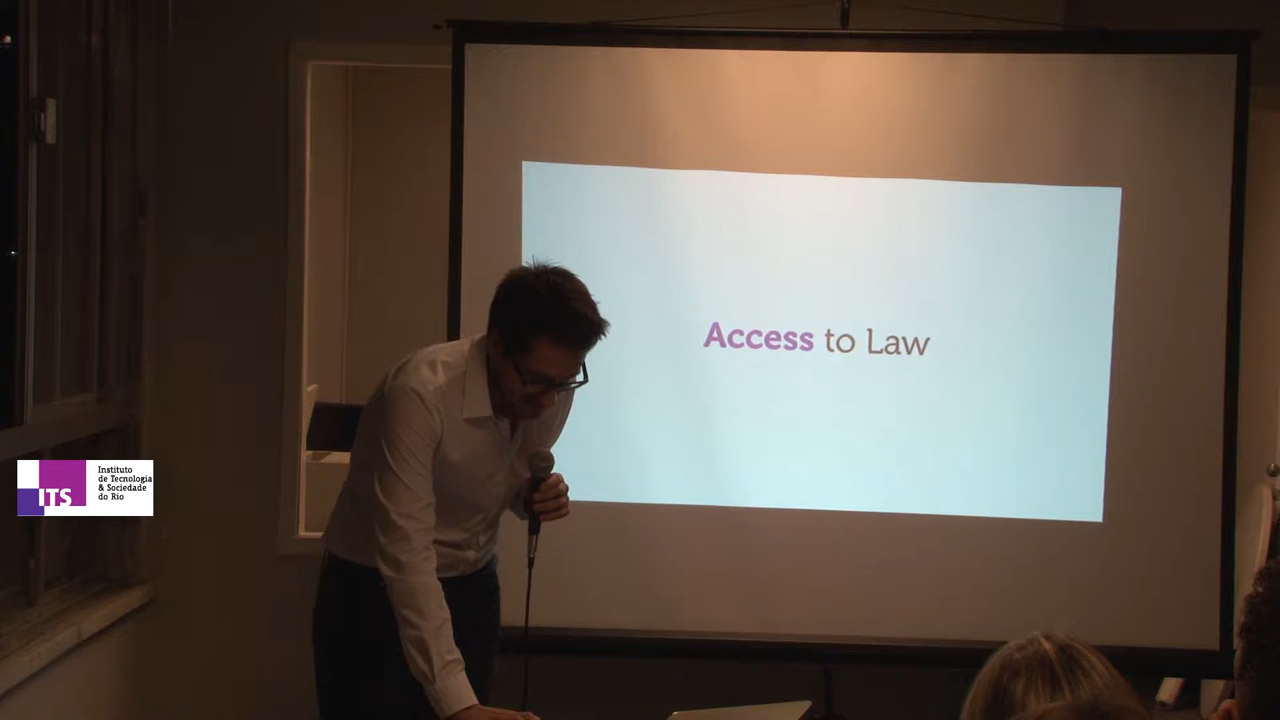 Access to Law
ITS
Instituto
de Tecnologia
& Sociedade
do Rio